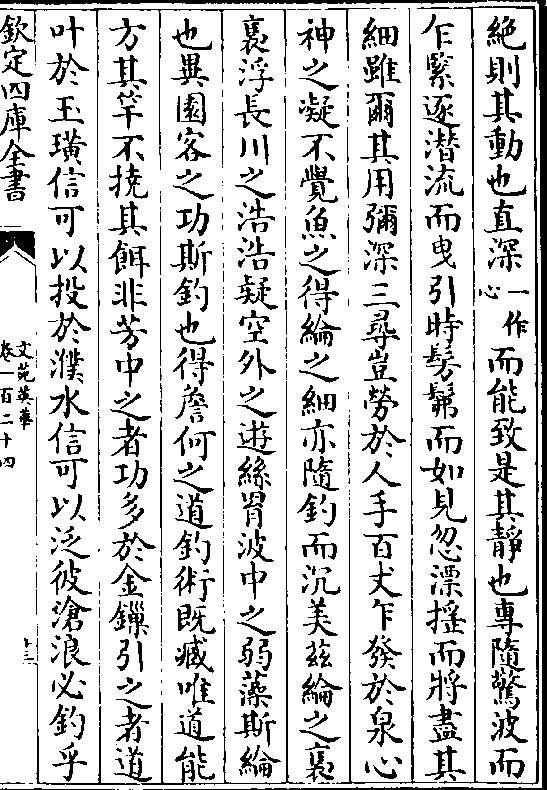 絶則其動也直深一作心而能致是其靜也專隨驚波而
乍緊逐潛流而曳引時髣髴而如見忽漂揺而將盡其
細雖爾其用彌深三尋豈勞於人手百丈乍發於泉心
神之凝不覺魚之得綸之細亦隨釣而沉美兹綸之裊
裊浮長川之浩浩疑空外之遊絲罥波中之弱藻斯綸
也異園客之功斯釣也得詹何之道釣術既臧唯道能
方其竿不撓其餌非芳中之者功多於金鏁引之者道
叶於玉璜信可以投於濮水信可以泛彼滄浪必釣乎
欽定四庫全書
文苑英華
卷一百二十四
十三